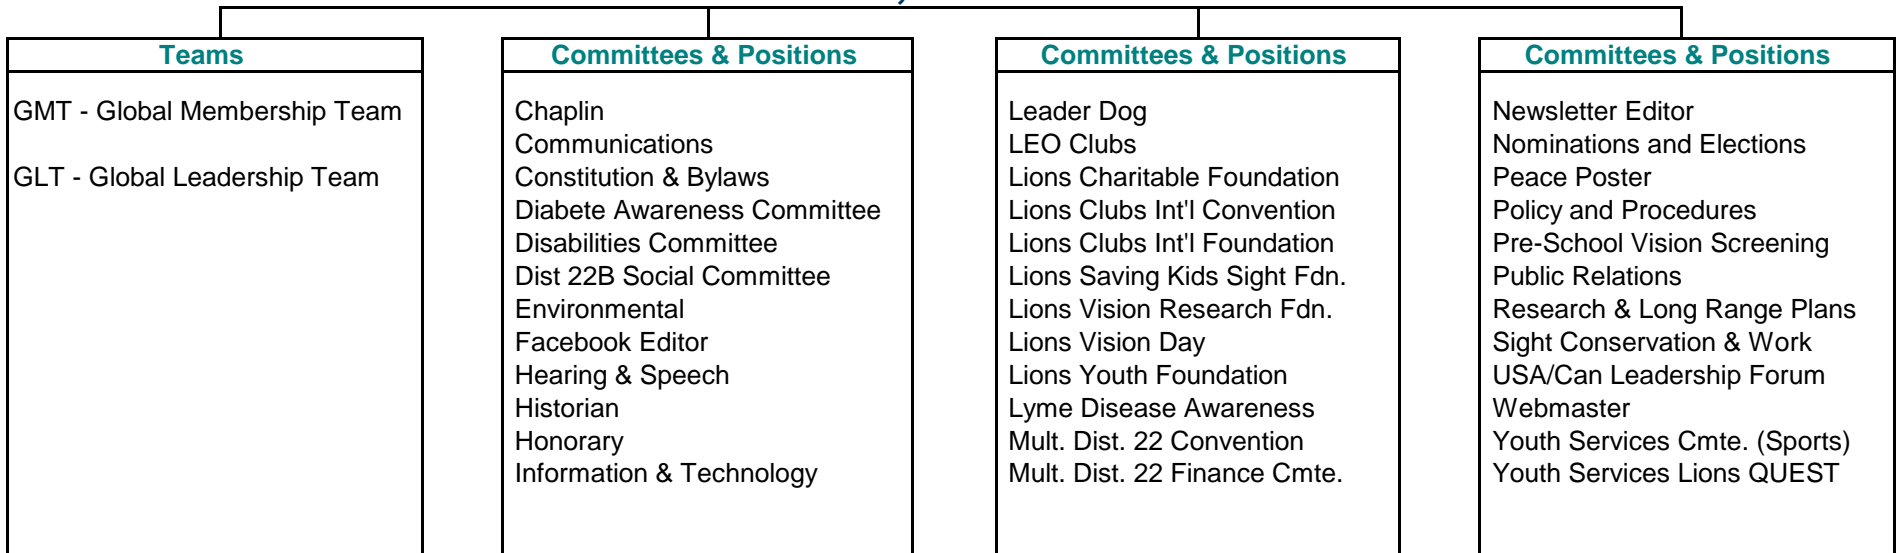 Teams
GMT - Global Membership Team
GLT - Global Leadership Team
Committees & Positions
Chaplin
Communications
Constitution & Bylaws
Diabete Awareness Committee
Disabilities Committee
Dist 22B Social Committee
Environmental
Facebook Editor
Hearing & Speech
Historian
Honorary
Information & Technology
Committees & Positions
Leader Dog
LEO Clubs
Lions Charitable Foundation
Lions Clubs Int'l Convention
Lions Clubs Int'l Foundation
Lions Saving Kids Sight Fdn.
Lions Vision Research Fdn.
Lions Vision Day
Lions Youth Foundation
Lyme Disease Awareness
Mult. Dist. 22 Convention
Mult. Dist. 22 Finance Cmte.
Committees & Positions
Newsletter Editor
Nominations and Elections
Peace Poster
Policy and Procedures
Pre-School Vision Screening
Public Relations
Research & Long Range Plans
Sight Conservation & Work
USA/Can Leadership Forum
Webmaster
Youth Services Cmte. (Sports)
Youth Services Lions QUEST